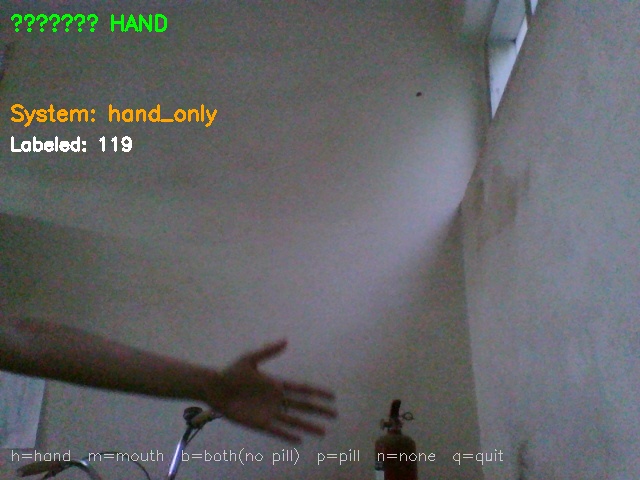 ??????? HAND
System: hand_only
Labeled: 119
h=hand m=mouth b=both(no pill) p=pill n=none q=quit